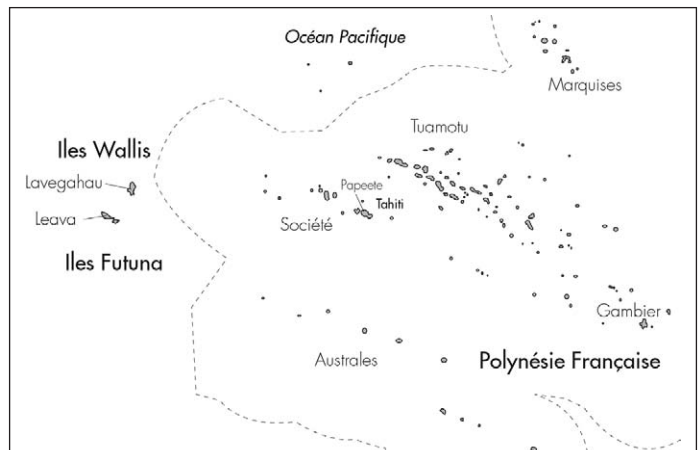 Océan Pacifique
Marquises
Tuamotu
Iles Wallis
Lavegahau
Papeete
Tahiti
Leava
Société
Iles Futuna
Gambier
Australes
Polynésie Française